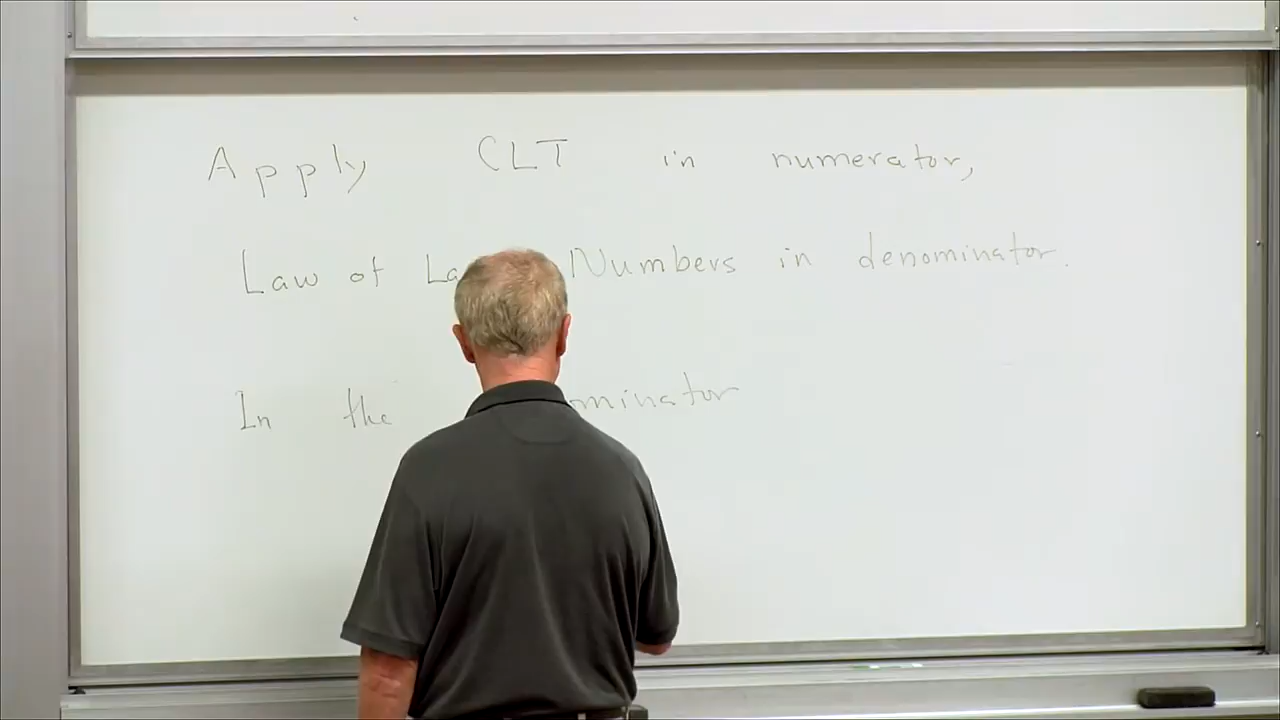 Apply CLT in numerator,
Law of La Numbers in denominator.
In the ominator